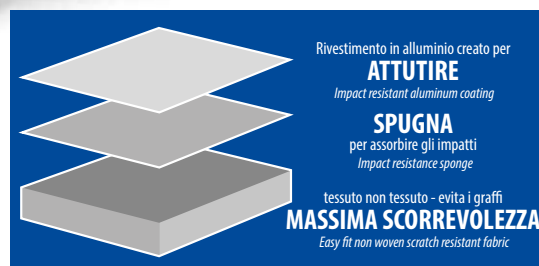 Rivestimento in alluminio creato per
ATTUTIRE
Impact resistant aluminum coating
SPUGNA
per assorbire gli impatti
Impact resistance sponge
tessuto non tessuto - evita i graffi
MASSIMA SCORREVOLEZZA
Easy fit non woven scratch resistant fabric